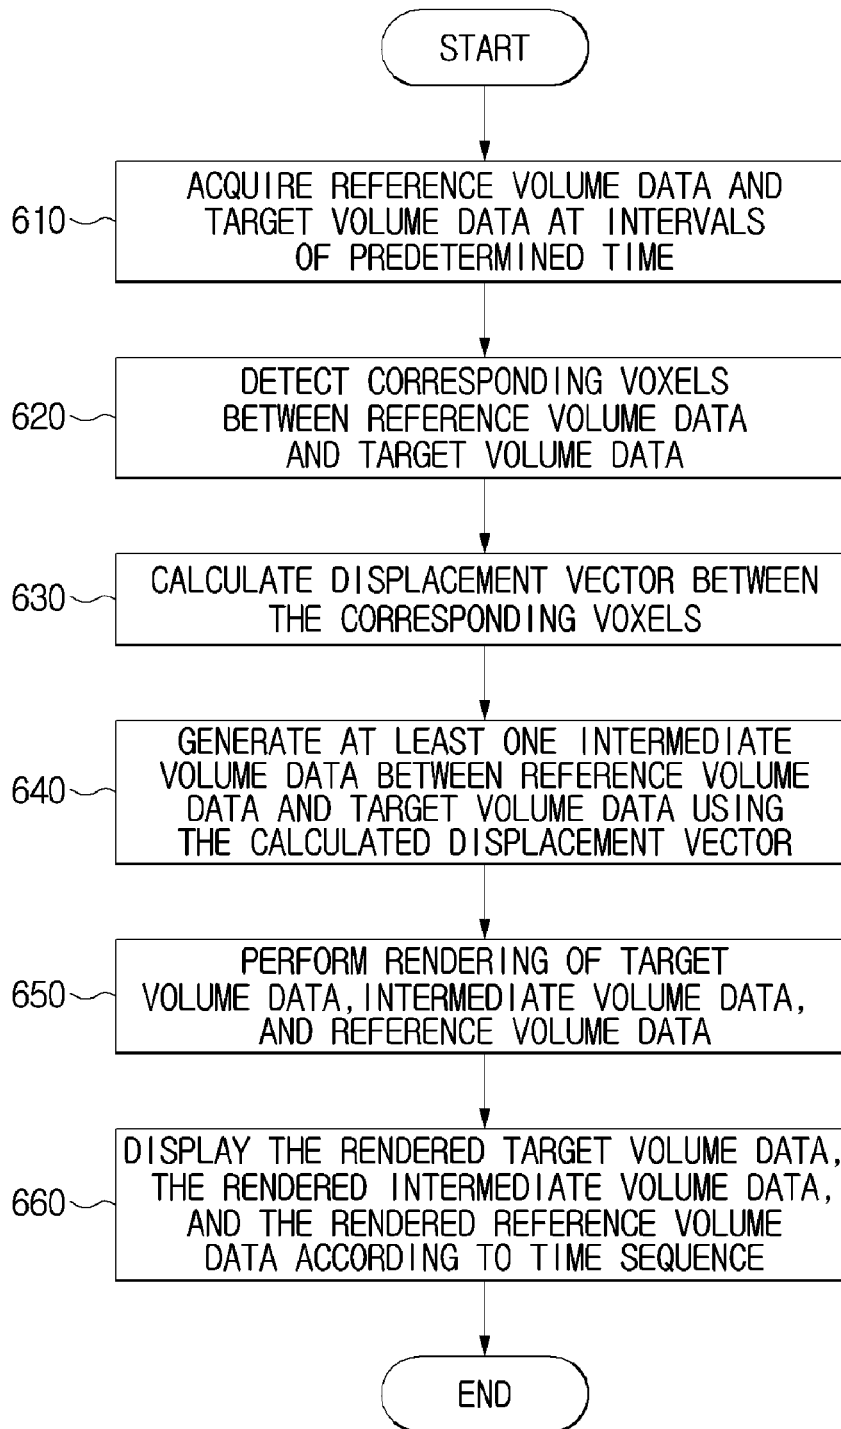 START
610
ACQUIRE REFERENCE VOLUME DATA AND
TARGET VOLUME DATA AT INTERVALS
OF PREDETERMINED TIME
620
DETECT CORRESPONDING VOXELS
BETWEEN REFERENCE VOLUME DATA
AND TARGET VOLUME DATA
630
CALCULATE DISPLACEMENT VECTOR BETWEEN
THE CORRESPONDING VOXELS
640
GENERATE AT LEAST ONE INTERMEDIATE
VOLUME DATA BETWEEN REFERENCE VOLUME
DATA AND TARGET VOLUME DATA USING
THE CALCULATED DISPLACEMENT VECTOR
650
PERFORM RENDERING OF TARGET
VOLUME DATA, INTERMEDIATE VOLUME DATA,
AND REFERENCE VOLUME DATA
660
DISPLAY THE RENDERED TARGET VOLUME DATA,
THE RENDERED INTERMEDIATE VOLUME DATA,
AND THE RENDERED REFERENCE VOLUME
DATA ACCORDING TO TIME SEQUENCE
END